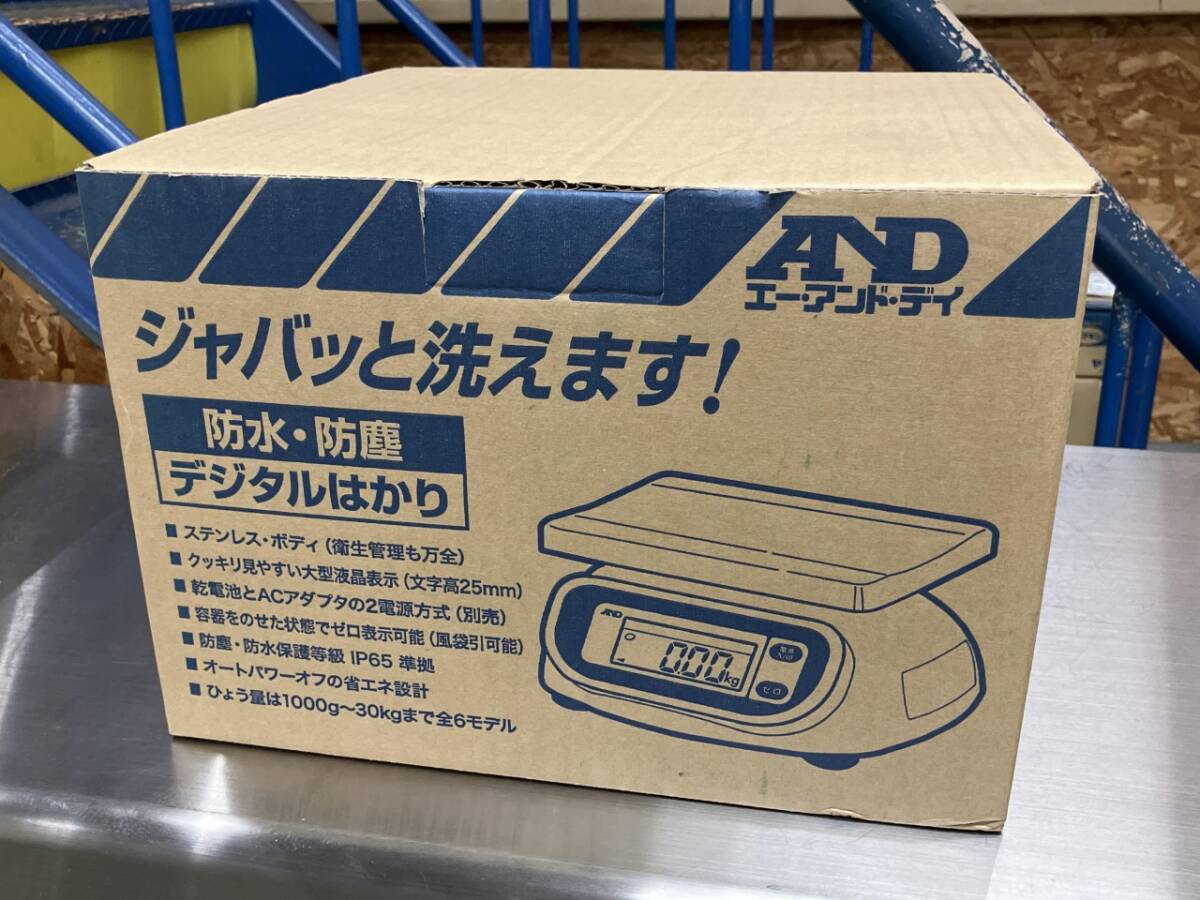 AND
エー・アンド・デイ
ジャバッと洗えます!
防水・防塵
デジタルはかり
■ ステンレス・ボディ(衛生管理も万全)
■ クッキリ見やすい大型液晶表示(文字高25mm)
■ 乾電池とACアダプタの2電源方式(別売)
■ 容器をのせた状態でゼロ表示可能(風袋引可能)
■ 防塵・防水保護等級 IP65 準拠
■ オートパワーオフの省エネ設計
■ ひょう量は1000g〜30kgまで全6モデル
AND
0.00kg
ゼロ